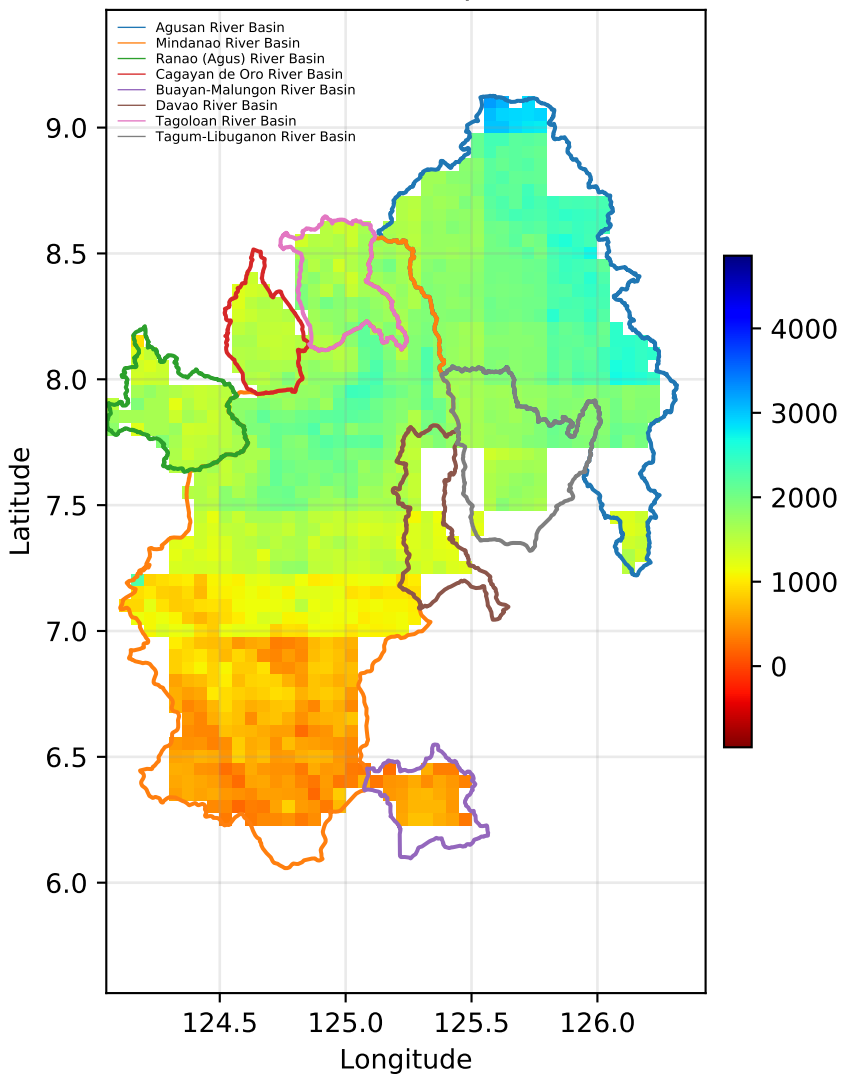 Agusan River Basin
Mindanao River Basin
Ranao (Agus) River Basin
Cagayan de Oro River Basin
Buayan-Malungon River Basin
Davao River Basin
Tagoloan River Basin
Tagum-Libuganon River Basin
9.0
8.5
8.0
7.5
7.0
6.5
6.0
Latitude
124.5 125.0 125.5 126.0
Longitude
4000
3000
2000
1000
0